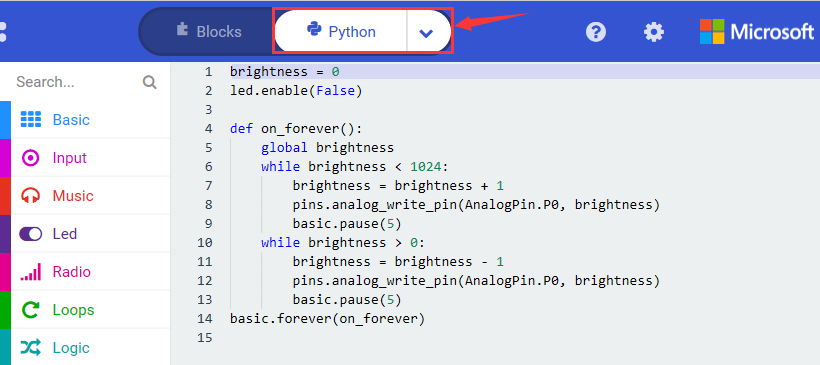 Blocks
Python
?
Microsoft
Search...
Basic
Input
Music
Led
Radio
Loops
Logic
1 brightness = 0
2 led.enable(False)
3
4 def on_forever():
5     global brightness
6     while brightness < 1024:
7         brightness = brightness + 1
8         pins.analog_write_pin(AnalogPin.P0, brightness)
9         basic.pause(5)
10     while brightness > 0:
11         brightness = brightness - 1
12         pins.analog_write_pin(AnalogPin.P0, brightness)
13         basic.pause(5)
14 basic.forever(on_forever)
15